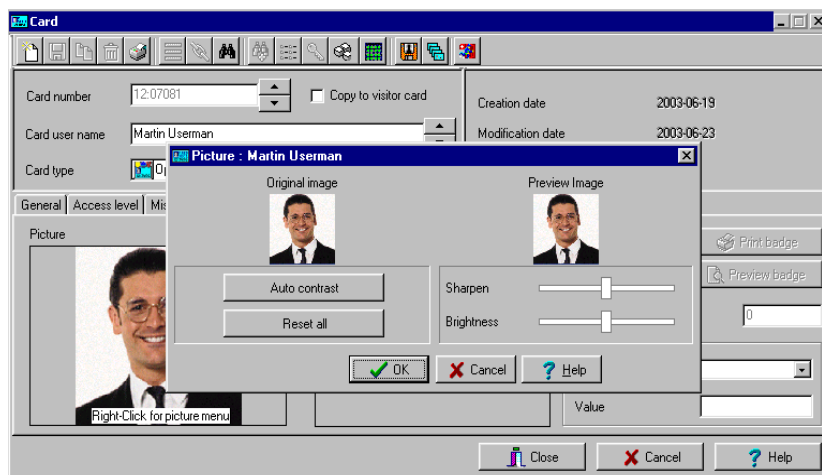 Card
Card number 12:07081 Copy to visitor card
Creation date 2003-06-19
Card user name Martin Userman
Modification date 2003-06-23
Card type
Picture : Martin Userman
Original image Preview Image
General Access level
Picture
Print badge
Preview badge
Auto contrast
Sharpen
Reset all
Brightness
0
OK Cancel Help
Right-Click for picture menu
Value
Close Cancel Help